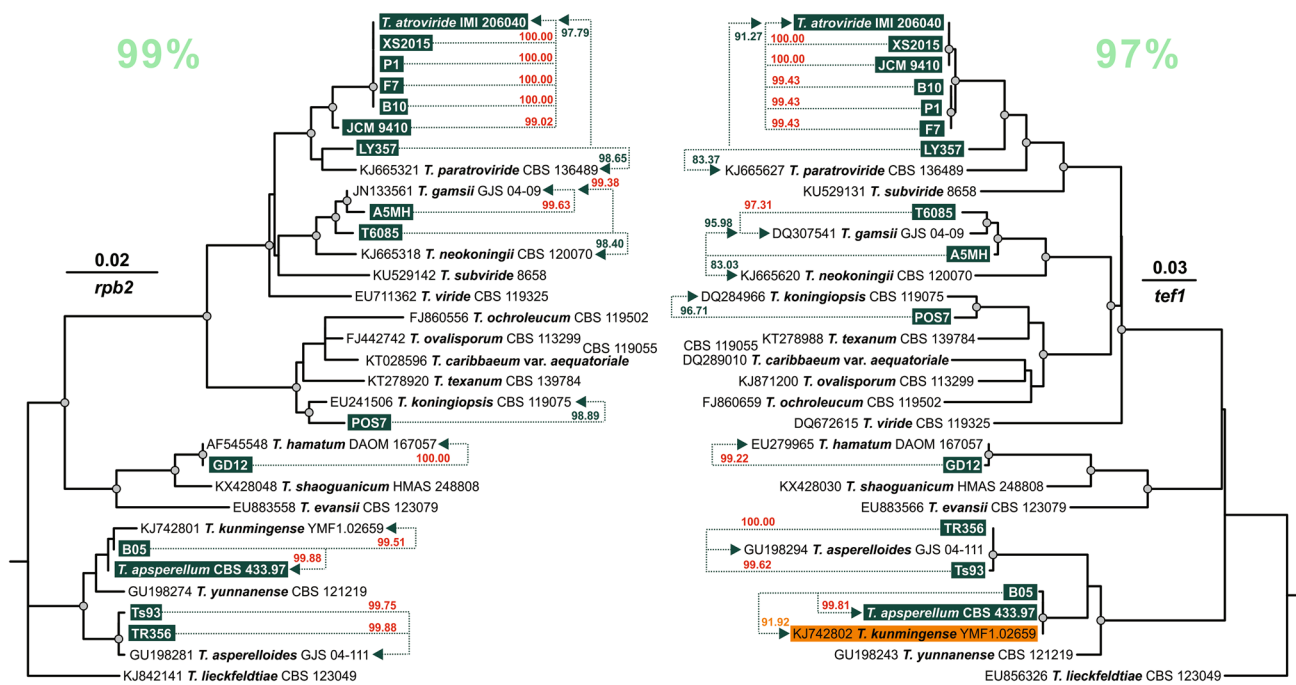 99%
T. atroviride IMI 206040
97.79
XS2015
100.00
P1
100.00
F7
100.00
B10
100.00
JCM 9410
99.02
LY357
98.65
KJ665321 T. paratroviride CBS 136489
JN133561 T. gamsii GJS 04-09
99.38
A5MH
99.63
T6085
98.40
KJ665318 T. neokoningii CBS 120070
0.02
rpb2
KU529142 T. subviride 8658
EU711362 T. viride CBS 119325
FJ860556 T. ochroleucum CBS 119502
FJ442742 T. ovalisporum CBS 113299
CBS 119055
KT028596 T. caribbaeum var. aequatoriale
KT278920 T. texanum CBS 139784
EU241506 T. koningiopsis CBS 119075
98.89
POS7
AF545548 T. hamatum DAOM 167057
100.00
GD12
KX428048 T. shaoguanicum HMAS 248808
EU883558 T. evansii CBS 123079
KJ742801 T. kunmingense YMF1.02659
99.51
B05
99.88
T. apsperellum CBS 433.97
GU198274 T. yunnanense CBS 121219
Ts93
99.75
TR356
99.88
GU198281 T. asperelloides GJS 04-111
KJ842141 T. lieckfeldtiae CBS 123049
97%
T. atroviride IMI 206040
91.27
100.00
XS2015
100.00
JCM 9410
99.43
B10
99.43
P1
99.43
F7
LY357
83.37
KJ665627 T. paratroviride CBS 136489
KU529131 T. subviride 8658
97.31
T6085
95.98
DQ307541 T. gamsii GJS 04-09
A5MH
83.03
KJ665620 T. neokoningii CBS 120070
0.03
tef1
DQ284966 T. koningiopsis CBS 119075
96.71
POS7
KT278988 T. texanum CBS 139784
CBS 119055
DQ289010 T. caribbaeum var. aequatoriale
KJ871200 T. ovalisporum CBS 113299
FJ860659 T. ochroleucum CBS 119502
DQ672615 T. viride CBS 119325
EU279965 T. hamatum DAOM 167057
99.22
GD12
KX428030 T. shaoguanicum HMAS 248808
EU883566 T. evansii CBS 123079
100.00
TR356
GU198294 T. asperelloides GJS 04-111
99.62
Ts93
B05
99.81
T. apsperellum CBS 433.97
91.92
KJ742802 T. kunmingense YMF1.02659
GU198243 T. yunnanense CBS 121219
EU856326 T. lieckfeldtiae CBS 123049